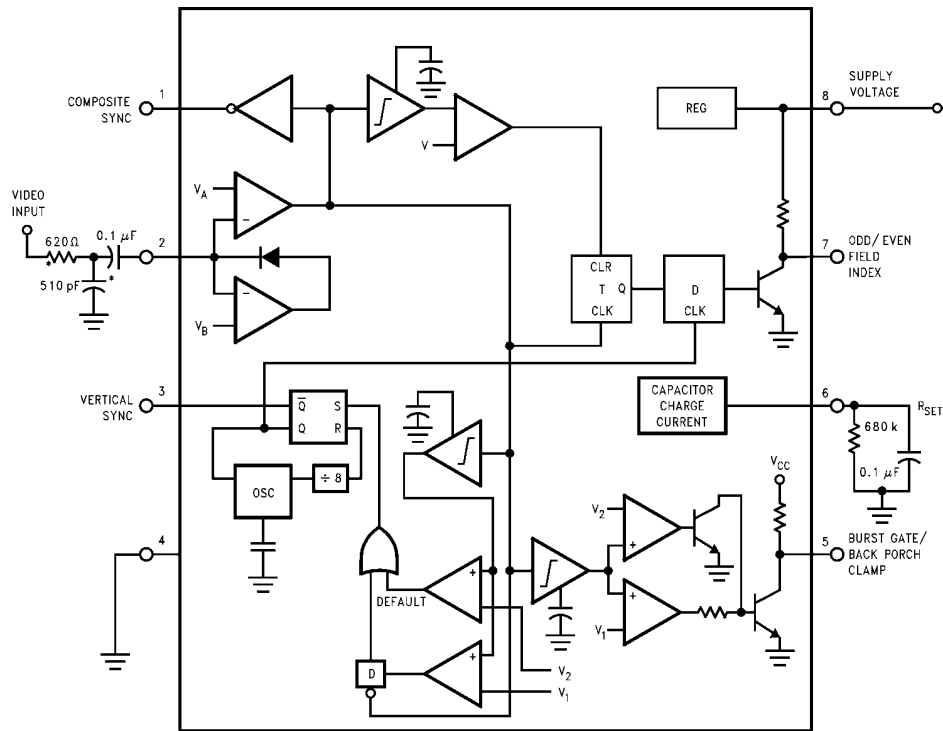 1
COMPOSITE
SYNC
8
SUPPLY
VOLTAGE
REG
V
V_A
VIDEO
INPUT
620Ω
*
0.1 μF
*
510 pF
2
−
−
V_B
7
ODD/EVEN
FIELD
INDEX
CLR
T Q
CLK
D
CLK
3
VERTICAL
SYNC
Q̅ S
Q R
OSC
÷ 8
CAPACITOR
CHARGE
CURRENT
6
R_SET
680 k
0.1 μF
V_CC
4
V_2
+
+
V_1
5
BURST GATE/
BACK PORCH
CLAMP
DEFAULT
+
+
D
V_2
V_1